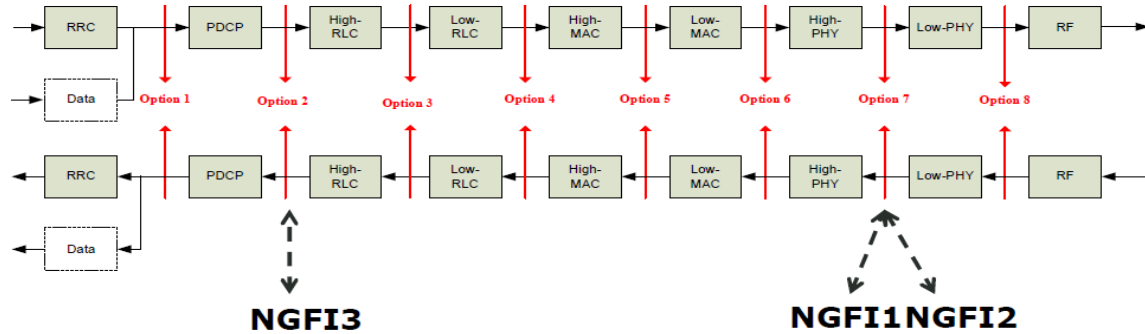 RRC PDCP High-RLC Low-RLC High-MAC Low-MAC High-PHY Low-PHY RF
Data Option 1 Option 2 Option 3 Option 4 Option 5 Option 6 Option 7 Option 8
RRC PDCP High-RLC Low-RLC High-MAC Low-MAC High-PHY Low-PHY RF
Data
NGFI3 NGFI1NGFI2